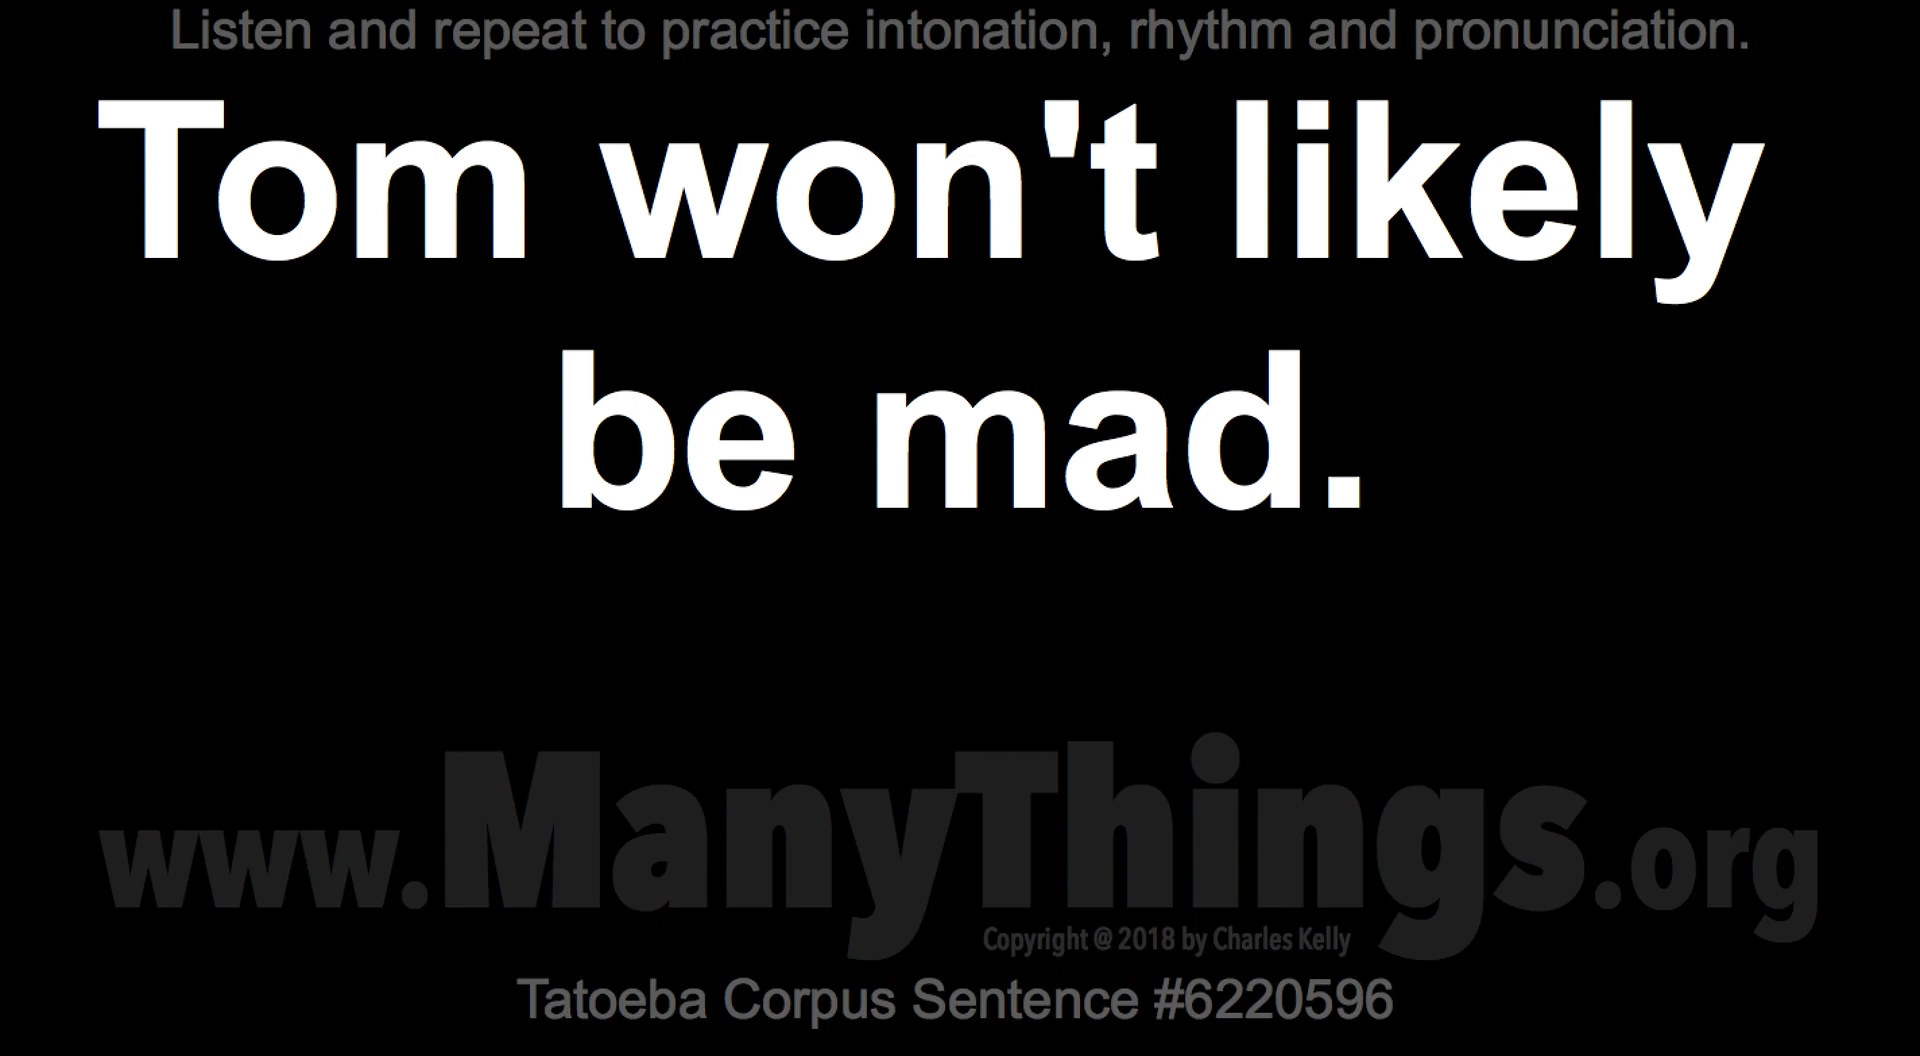 Listen and repeat to practice intonation, rhythm and pronunciation.
Tom won't likely
be mad.
www.ManyThings.org
Copyright @ 2018 by Charles Kelly
Tatoeba Corpus Sentence #6220596